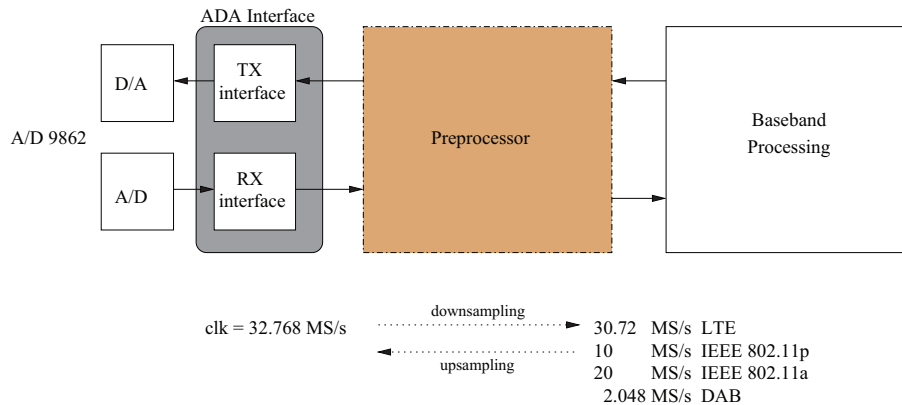 ADA Interface
D/A
TX
interface
A/D 9862
Preprocessor
Baseband
Processing
A/D
RX
interface
clk = 32.768 MS/s
downsampling
upsampling
30.72 MS/s LTE
10 MS/s IEEE 802.11p
20 MS/s IEEE 802.11a
2.048 MS/s DAB